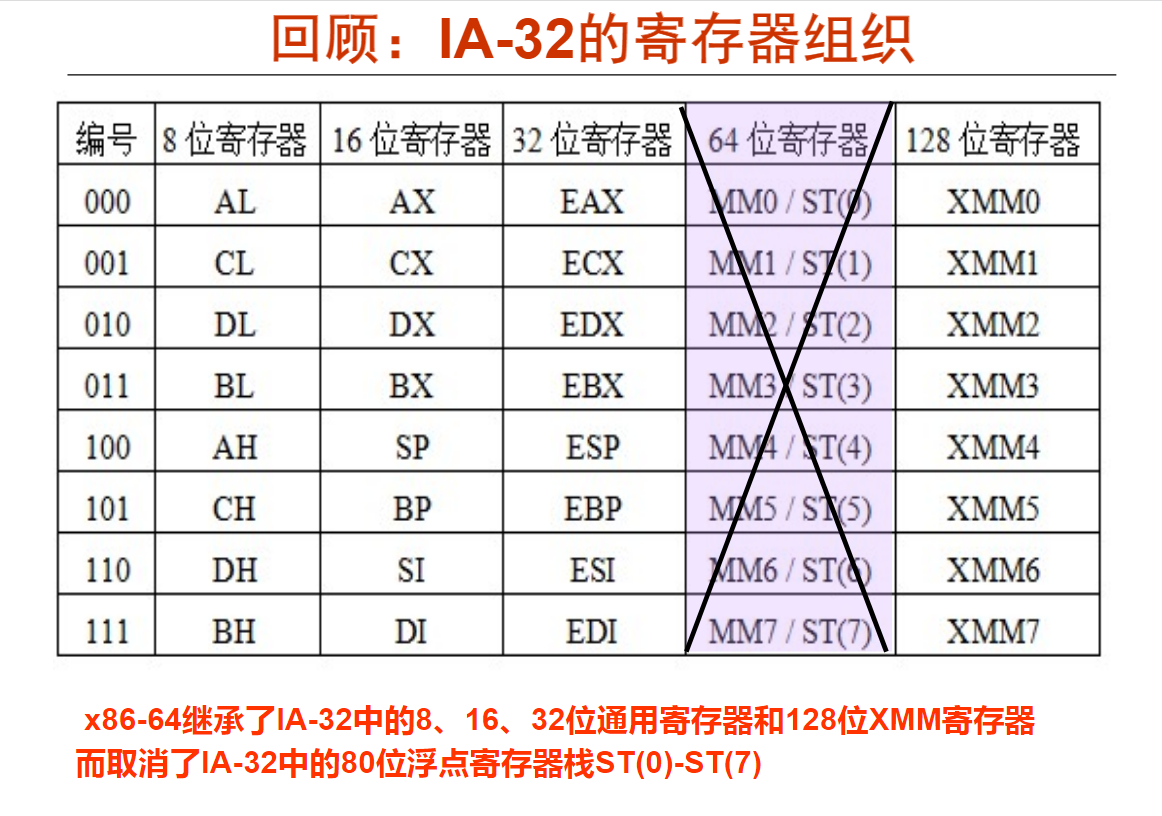 回顾：IA-32的寄存器组织
编号 8 位寄存器 16 位寄存器 32 位寄存器 64 位寄存器 128 位寄存器
000 AL AX EAX MM0 / ST(0) XMM0
001 CL CX ECX MM1 / ST(1) XMM1
010 DL DX EDX MM2 / ST(2) XMM2
011 BL BX EBX MM3 / ST(3) XMM3
100 AH SP ESP MM4 / ST(4) XMM4
101 CH BP EBP MM5 / ST(5) XMM5
110 DH SI ESI MM6 / ST(6) XMM6
111 BH DI EDI MM7 / ST(7) XMM7
x86-64继承了IA-32中的8、16、32位通用寄存器和128位XMM寄存器
而取消了IA-32中的80位浮点寄存器栈ST(0)-ST(7)